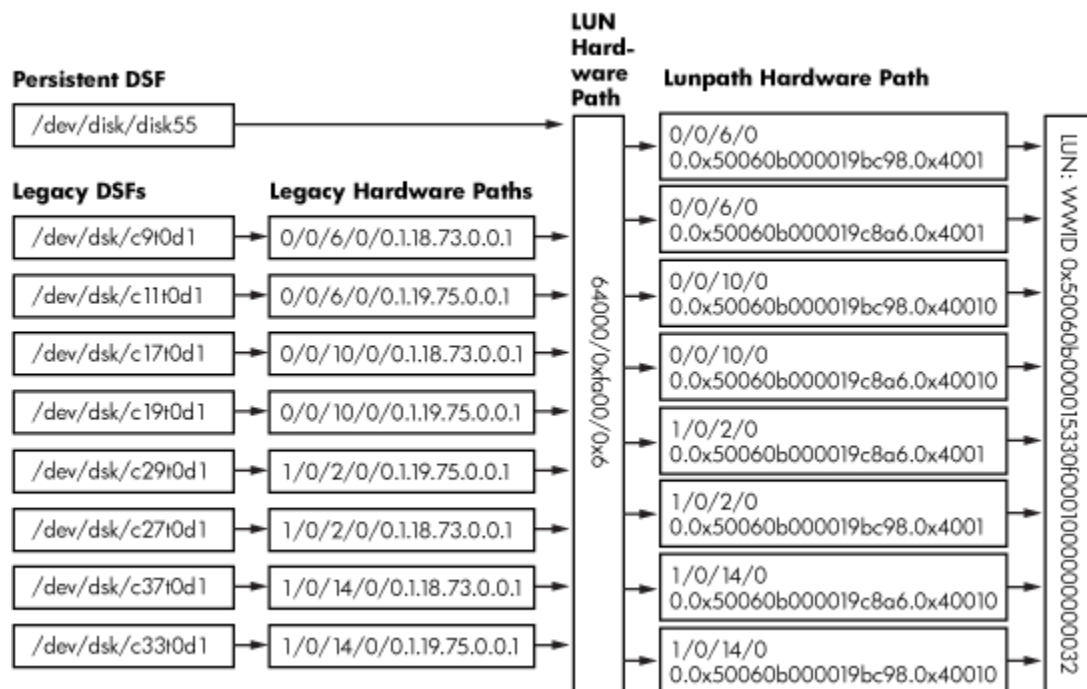 LUN
Hard-
ware
Path
Persistent DSF
Lunpath Hardware Path
/dev/disk/disk55
Legacy DSFs
Legacy Hardware Paths
/dev/dsk/c9t0d1
0/0/6/0/0.1.18.73.0.0.1
/dev/dsk/c11t0d1
0/0/6/0/0.1.19.75.0.0.1
/dev/dsk/c17t0d1
0/0/10/0/0.1.18.73.0.0.1
/dev/dsk/c19t0d1
0/0/10/0/0.1.19.75.0.0.1
/dev/dsk/c29t0d1
1/0/2/0/0.1.19.75.0.0.1
/dev/dsk/c27t0d1
1/0/2/0/0.1.18.73.0.0.1
/dev/dsk/c37t0d1
1/0/14/0/0.1.18.73.0.0.1
/dev/dsk/c33t0d1
1/0/14/0/0.1.19.75.0.0.1
64000/0xfa00/0x6
0/0/6/0
0.0x50060b000019bc98.0x4001
0/0/6/0
0.0x50060b000019c8a6.0x4001
0/0/10/0
0.0x50060b000019bc98.0x40010
0/0/10/0
0.0x50060b000019c8a6.0x40010
1/0/2/0
0.0x50060b000019c8a6.0x4001
1/0/2/0
0.0x50060b000019bc98.0x4001
1/0/14/0
0.0x50060b000019c8a6.0x40010
1/0/14/0
0.0x50060b000019bc98.0x40010
LUN: WWID 0x50060b000015330f0001000000000032